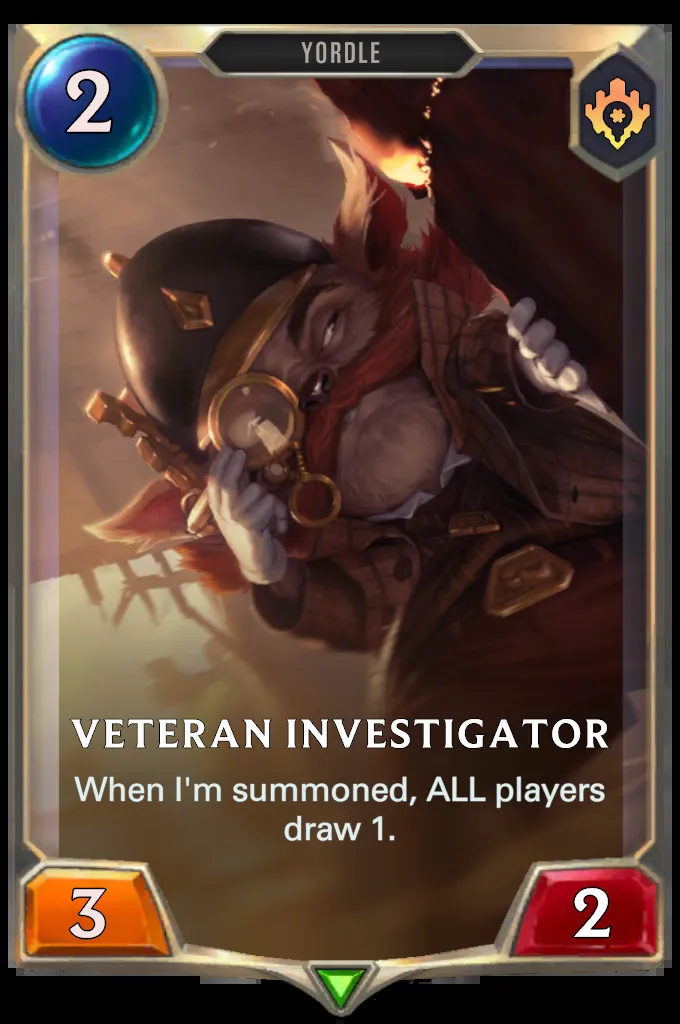 YORDLE
2
VETERAN INVESTIGATOR
When I'm summoned, ALL players
draw 1.
3
2